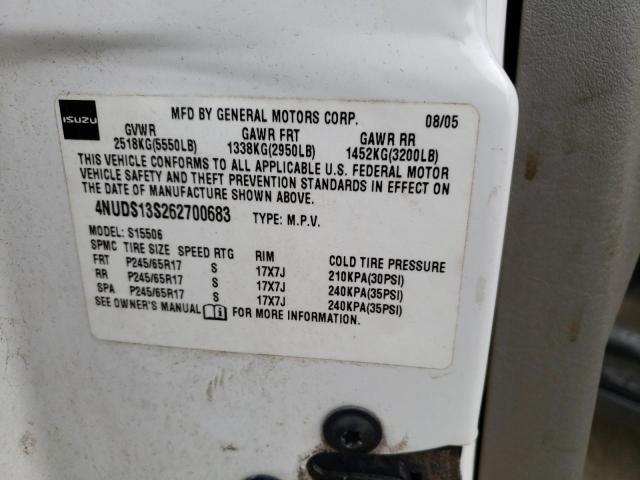 ISUZU
MFD BY GENERAL MOTORS CORP. 08/05
GVWR GAWR FRT GAWR RR
2518KG(5550LB) 1338KG(2950LB) 1452KG(3200LB)
THIS VEHICLE CONFORMS TO ALL APPLICABLE U.S. FEDERAL MOTOR
VEHICLE SAFETY AND THEFT PREVENTION STANDARDS IN EFFECT ON
THE DATE OF MANUFACTURE SHOWN ABOVE.
4NUDS13S262700683 TYPE: M.P.V.
MODEL: S15506
SPMC TIRE SIZE SPEED RTG RIM COLD TIRE PRESSURE
FRT P245/65R17 S 17X7J 210KPA(30PSI)
RR P245/65R17 S 17X7J 240KPA(35PSI)
SPA P245/65R17 S 17X7J 240KPA(35PSI)
SEE OWNER'S MANUAL FOR MORE INFORMATION.